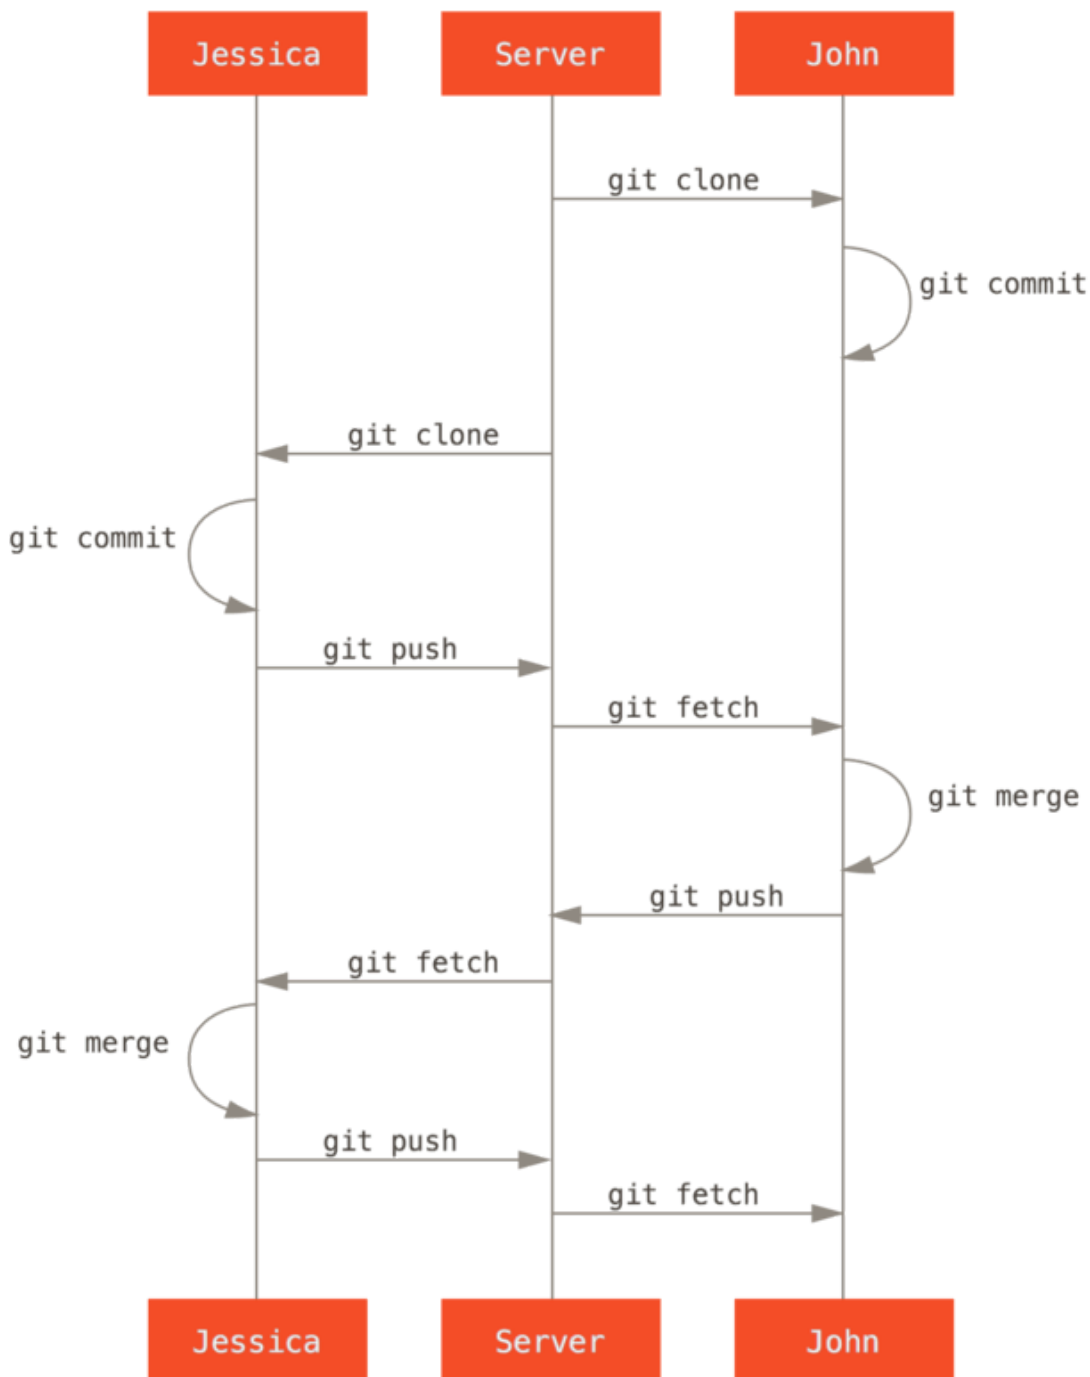 Jessica
Server
John
git clone
git commit
git clone
git commit
git push
git fetch
git merge
git push
git fetch
git merge
git push
git fetch
Jessica
Server
John